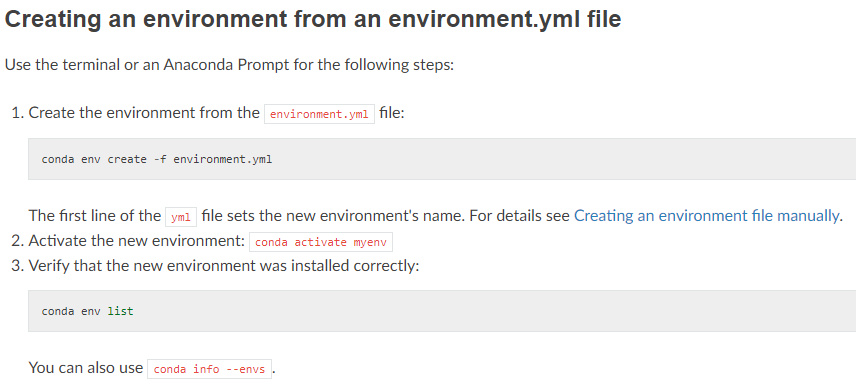 Creating an environment from an environment.yml file
Use the terminal or an Anaconda Prompt for the following steps:
1. Create the environment from the environment.yml file:
conda env create -f environment.yml
The first line of the yml file sets the new environment's name. For details see Creating an environment file manually.
2. Activate the new environment: conda activate myenv
3. Verify that the new environment was installed correctly:
conda env list
You can also use conda info --envs.